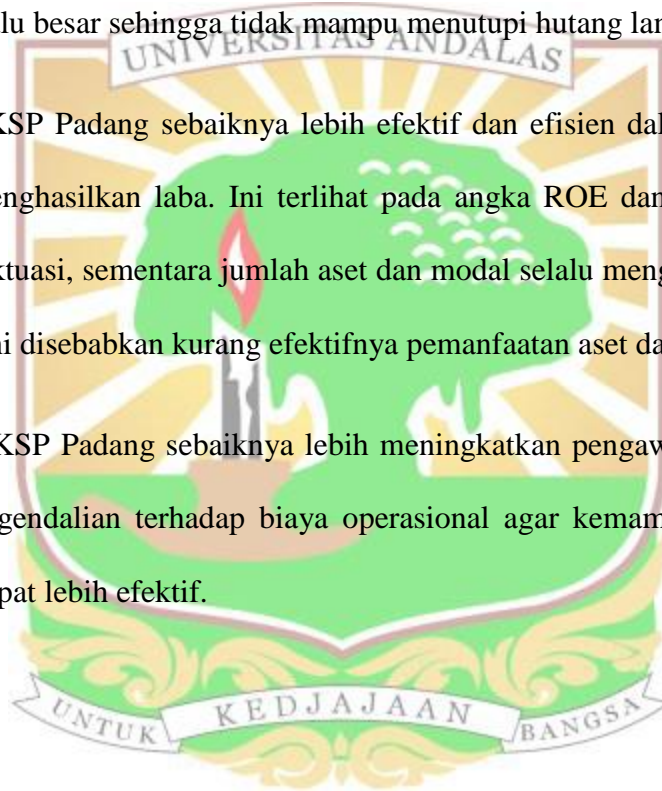 lu besar sehingga tidak mampu menutupi hutang lan
UNIVERSITAS ANDALAS
KSP Padang sebaiknya lebih efektif dan efisien dal
enghasilkan laba. Ini terlihat pada angka ROE dan
ktuasi, sementara jumlah aset dan modal selalu meng
ni disebabkan kurang efektifnya pemanfaatan aset da
KSP Padang sebaiknya lebih meningkatkan pengaw
gendalian terhadap biaya operasional agar kemam
pat lebih efektif.
UNTUK KEDJAJAAN BANGSA